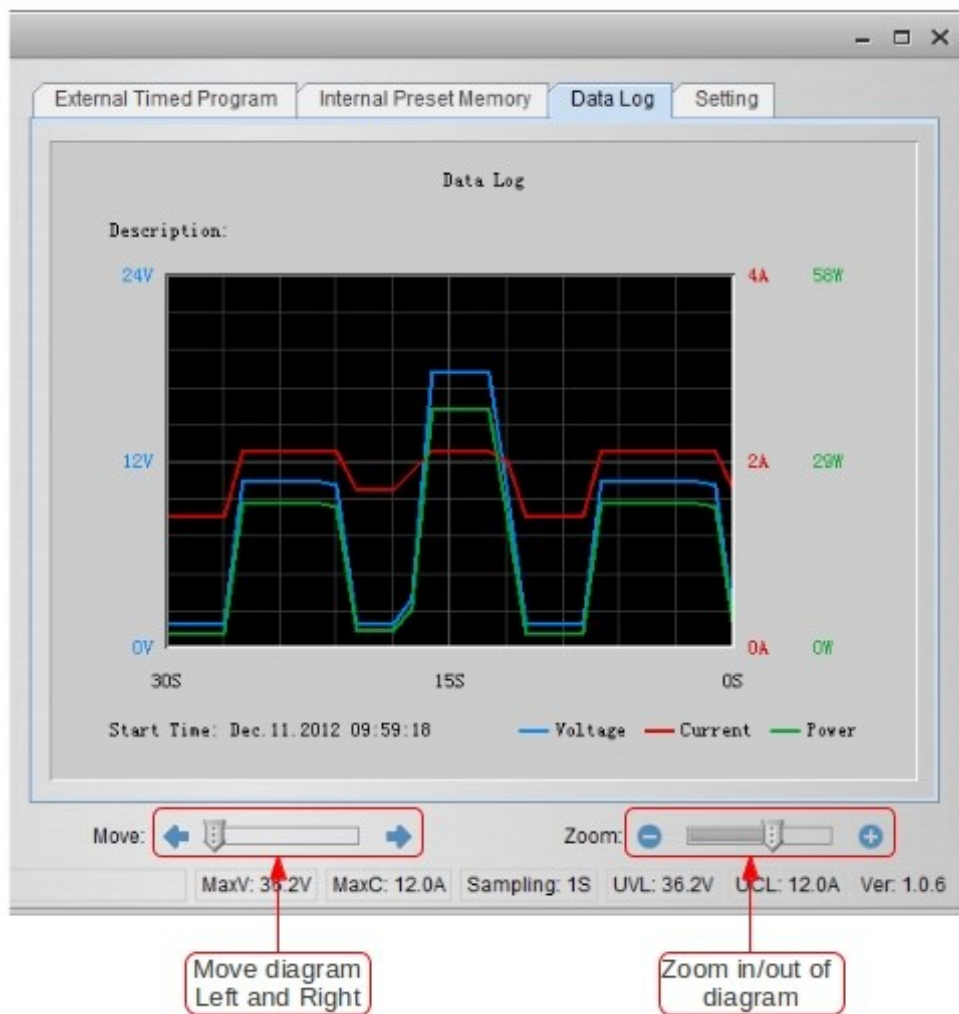 External Timed Program Internal Preset Memory Data Log Setting
Data Log
Description:
24V 4A 58W
12V 2A 29W
0V 0A 0W
30S 15S 0S
Start Time: Dec.11.2012 09:59:18 Voltage Current Power
Move: Zoom:
MaxV: 36.2V MaxC: 12.0A Sampling: 1S UVL: 36.2V UCL: 12.0A Ver: 1.0.6
Move diagram
Left and Right
Zoom in/out of
diagram